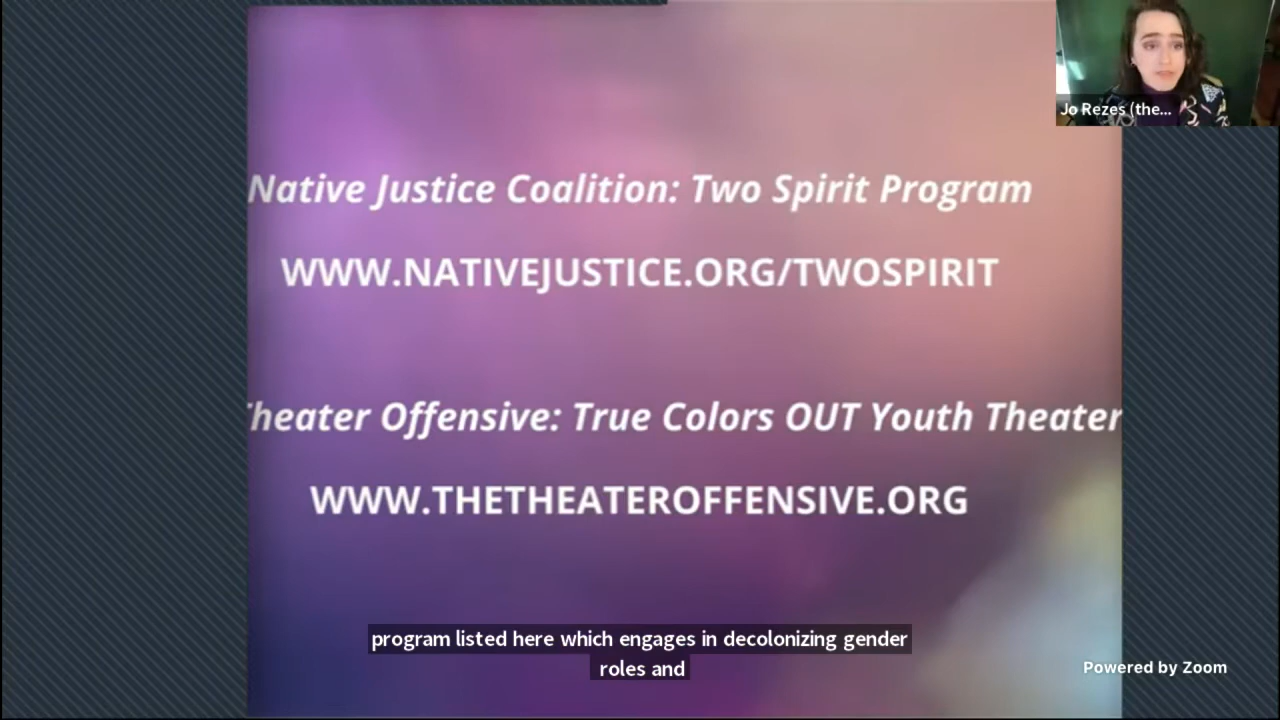 Jo Rezes (the...
Native Justice Coalition: Two Spirit Program
WWW.NATIVEJUSTICE.ORG/TWOSPIRIT
heater Offensive: True Colors OUT Youth Theater
WWW.THETHEATEROFFENSIVE.ORG
program listed here which engages in decolonizing gender
roles and
Powered by Zoom